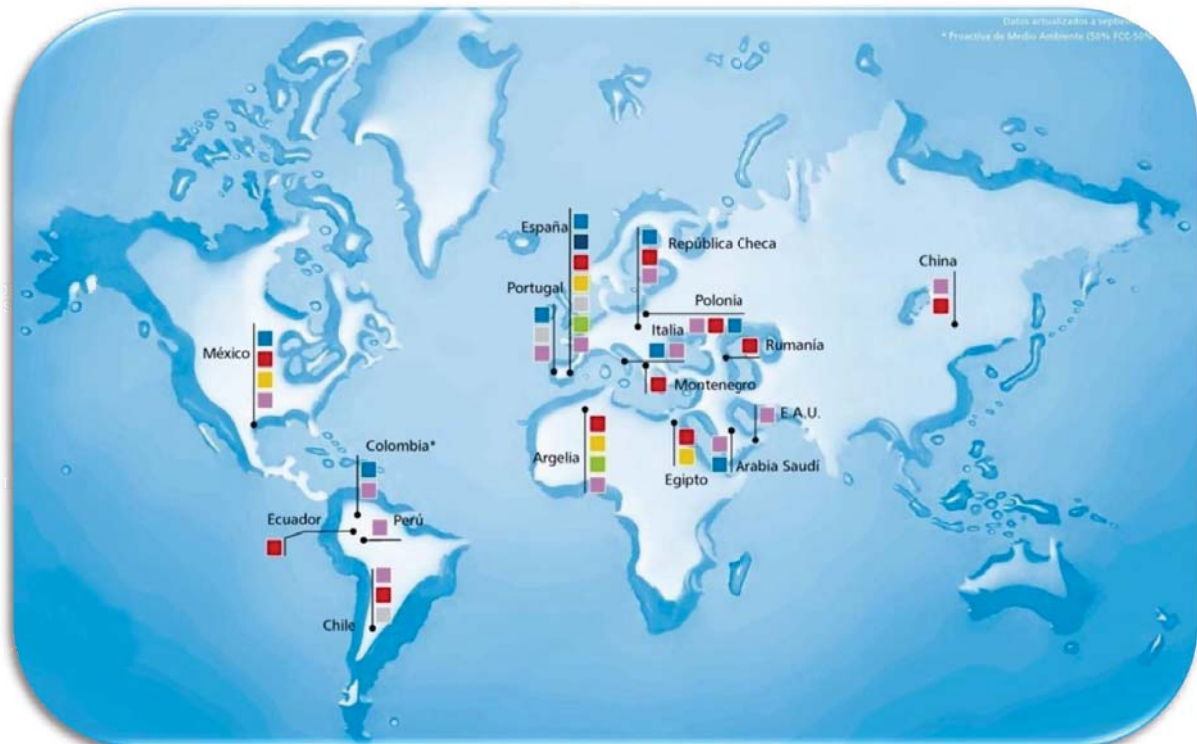 Datos actualizados a septiembre
* Proactiva de Medio Ambiente (50% FCC-50%
España
República Checa
China
Portugal
Polonia
Italia
Rumanía
México
Montenegro
E.A.U.
Colombia*
Argelia
Egipto
Arabia Saudí
Ecuador
Perú
Chile